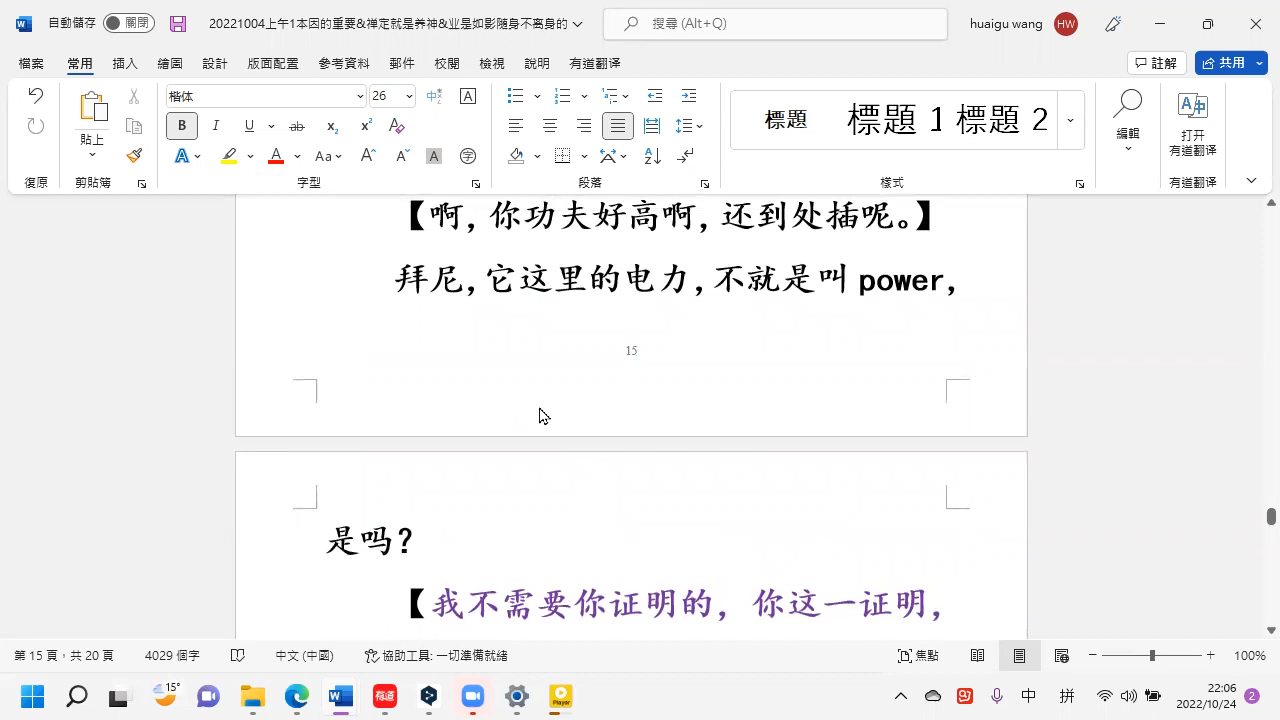 自動儲存 關閉 20221004上午1本因的重要&禅定就是养神&业是如影随身不离身的 搜尋 (Alt+Q) huaigu wang HW
檔案 常用 插入 繪圖 設計 版面配置 參考資料 郵件 校閱 檢視 說明 有道翻译 註解 共用
貼上 楷体 26 標題 標題 1 標題 2 編輯 打开 有道翻译
復原 剪貼簿 字型 段落 樣式 有道翻译
【啊,你功夫好高啊,还到处插呢。】
拜尼,它这里的电力,不就是叫 power,
15
是吗?
【我不需要你证明的，你这一证明,
第 15 頁，共 20 頁 4029 個字 中文 (中國) 協助工具: 一切準備就緒 焦點 100%
15° 有道 Player 中 拼 22:06
2022/10/24 2